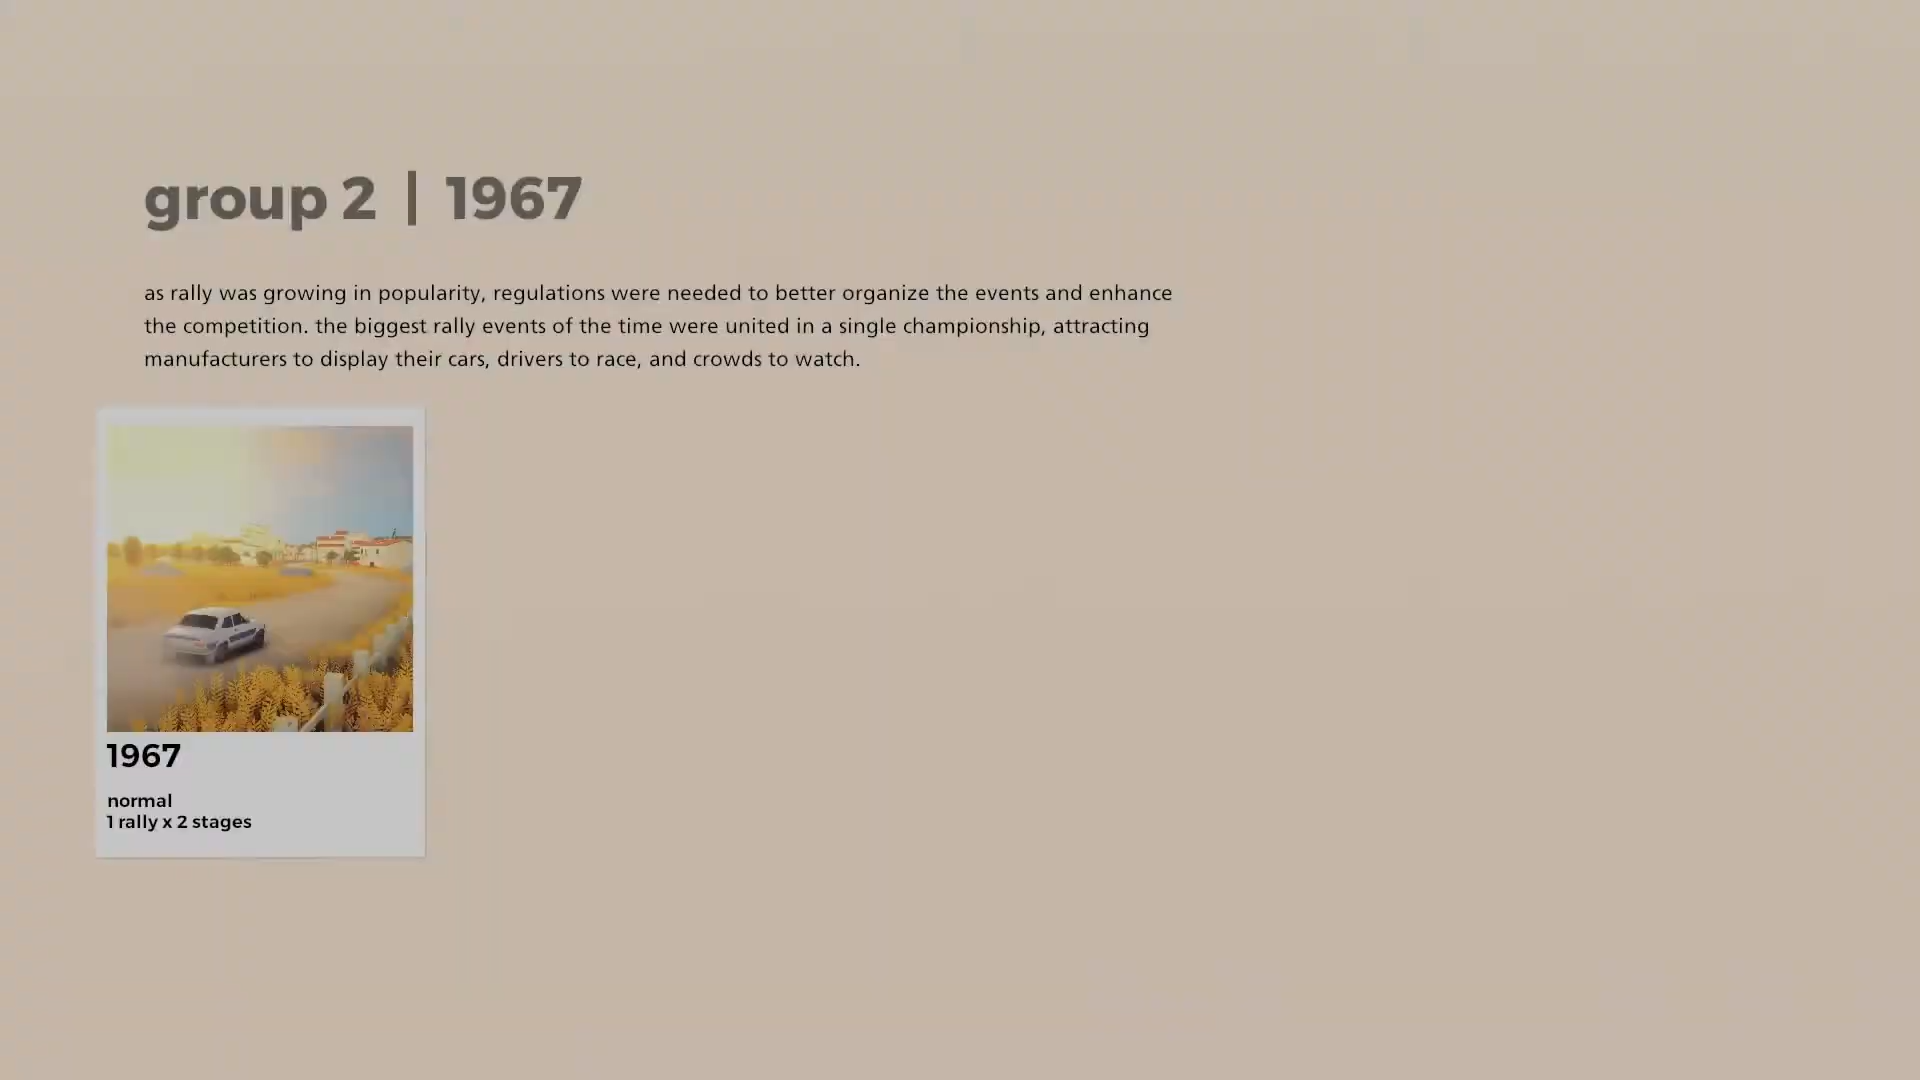 group 2 | 1967
as rally was growing in popularity, regulations were needed to better organize the events and enhance
the competition. the biggest rally events of the time were united in a single championship, attracting
manufacturers to display their cars, drivers to race, and crowds to watch.
1967
normal
1 rally x 2 stages